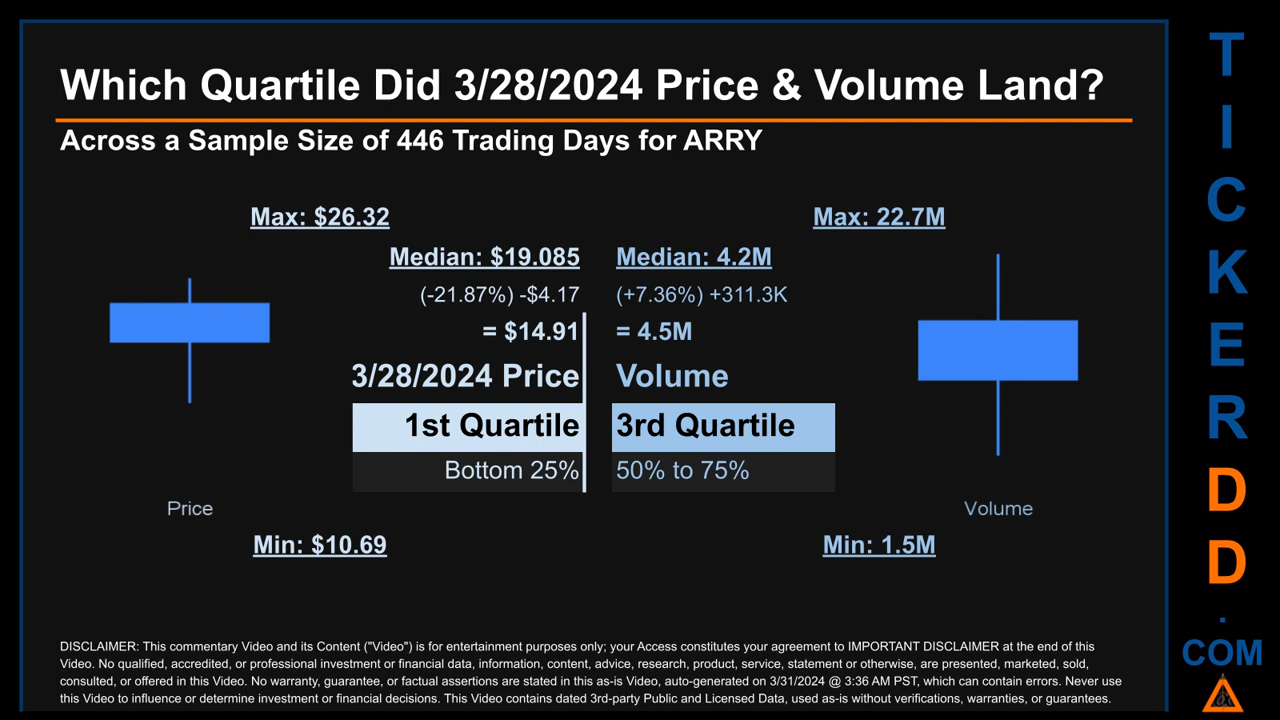 Which Quartile Did 3/28/2024 Price & Volume Land?
Across a Sample Size of 446 Trading Days for ARRY
Max: $26.32
Median: $19.085
(-21.87%) -$4.17
= $14.91
3/28/2024 Price
1st Quartile
Bottom 25%
Price
Min: $10.69
Max: 22.7M
Median: 4.2M
(+7.36%) +311.3K
= 4.5M
Volume
3rd Quartile
50% to 75%
Volume
Min: 1.5M
DISCLAIMER: This commentary Video and its Content ("Video") is for entertainment purposes only; your Access constitutes your agreement to IMPORTANT DISCLAIMER at the end of this
Video. No qualified, accredited, or professional investment or financial data, information, content, advice, research, product, service, statement or otherwise, are presented, marketed, sold,
consulted, or offered in this Video. No warranty, guarantee, or factual assertions are stated in this as-is Video, auto-generated on 3/31/2024 @ 3:36 AM PST, which can contain errors. Never use
this Video to influence or determine investment or financial decisions. This Video contains dated 3rd-party Public and Licensed Data, used as-is without verifications, warranties, or guarantees.
T
I
C
K
E
R
D
D
.
COM